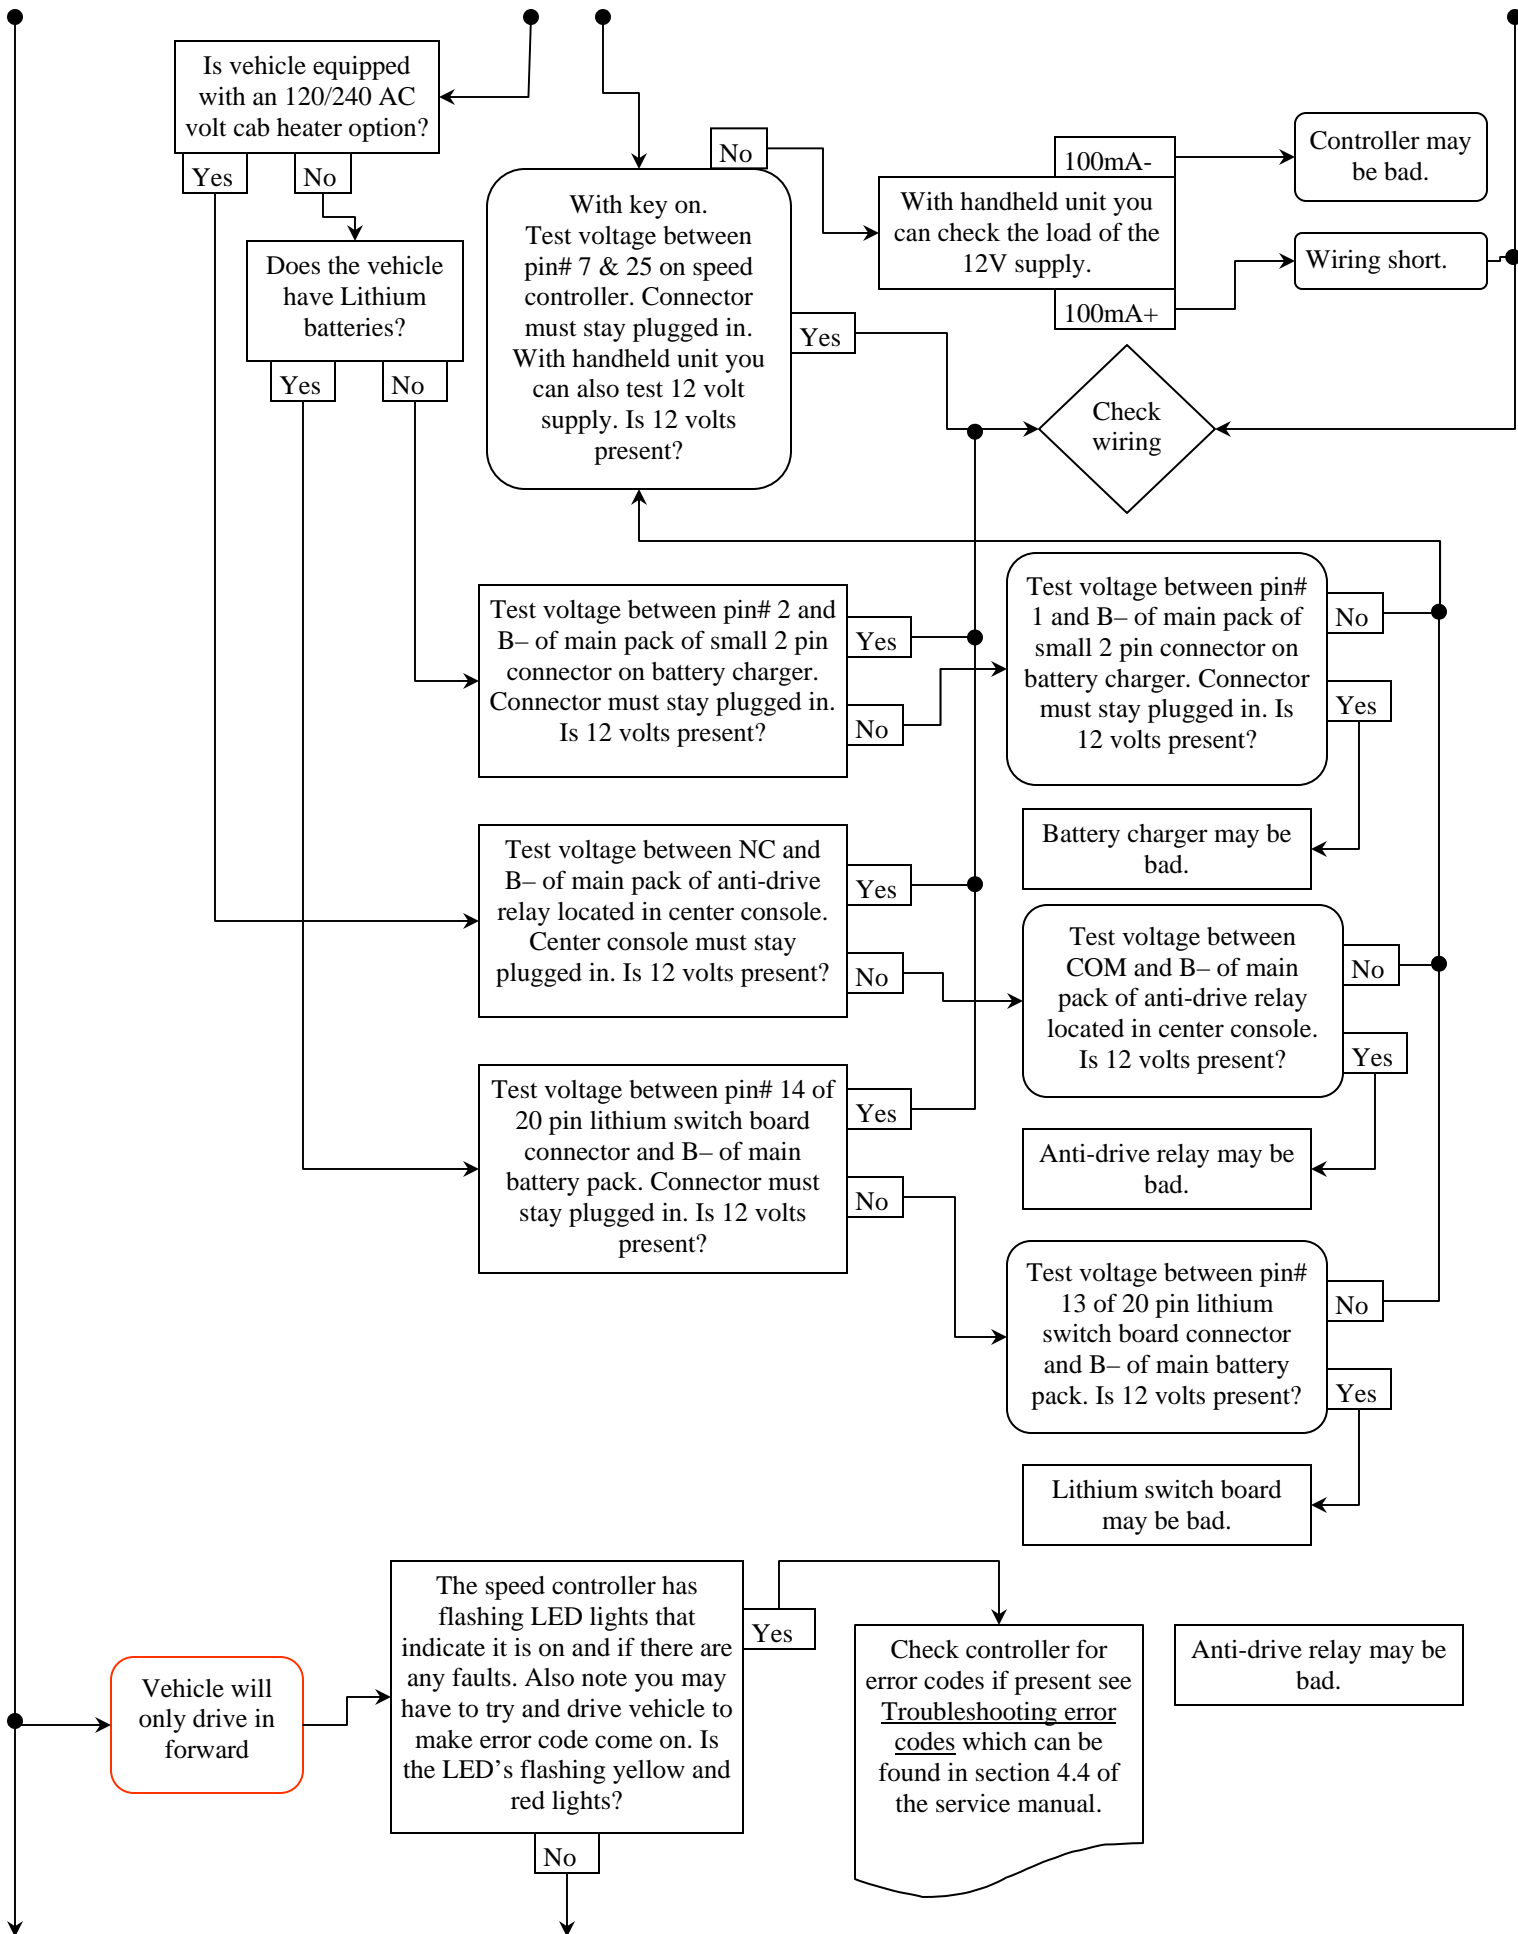 Is vehicle equipped
with an 120/240 AC
volt cab heater option?
Yes
No
Does the vehicle
have Lithium
batteries?
Yes
No
With key on.
Test voltage between
pin# 7 & 25 on speed
controller. Connector
must stay plugged in.
With handheld unit you
can also test 12 volt
supply. Is 12 volts
present?
No
Yes
100mA-
With handheld unit you
can check the load of the
12V supply.
100mA+
Controller may
be bad.
Wiring short.
Check
wiring
Test voltage between pin# 2 and
B– of main pack of small 2 pin
connector on battery charger.
Connector must stay plugged in.
Is 12 volts present?
Yes
No
Test voltage between pin#
1 and B– of main pack of
small 2 pin connector on
battery charger. Connector
must stay plugged in. Is
12 volts present?
No
Yes
Battery charger may be
bad.
Test voltage between NC and
B– of main pack of anti-drive
relay located in center console.
Center console must stay
plugged in. Is 12 volts present?
Yes
No
Test voltage between
COM and B– of main
pack of anti-drive relay
located in center console.
Is 12 volts present?
No
Yes
Anti-drive relay may be
bad.
Test voltage between pin# 14 of
20 pin lithium switch board
connector and B– of main
battery pack. Connector must
stay plugged in. Is 12 volts
present?
Yes
No
Test voltage between pin#
13 of 20 pin lithium
switch board connector
and B– of main battery
pack. Is 12 volts present?
No
Yes
Lithium switch board
may be bad.
Vehicle will
only drive in
forward
The speed controller has
flashing LED lights that
indicate it is on and if there are
any faults. Also note you may
have to try and drive vehicle to
make error code come on. Is
the LED’s flashing yellow and
red lights?
Yes
No
Check controller for
error codes if present see
Troubleshooting error
codes which can be
found in section 4.4 of
the service manual.
Anti-drive relay may be
bad.